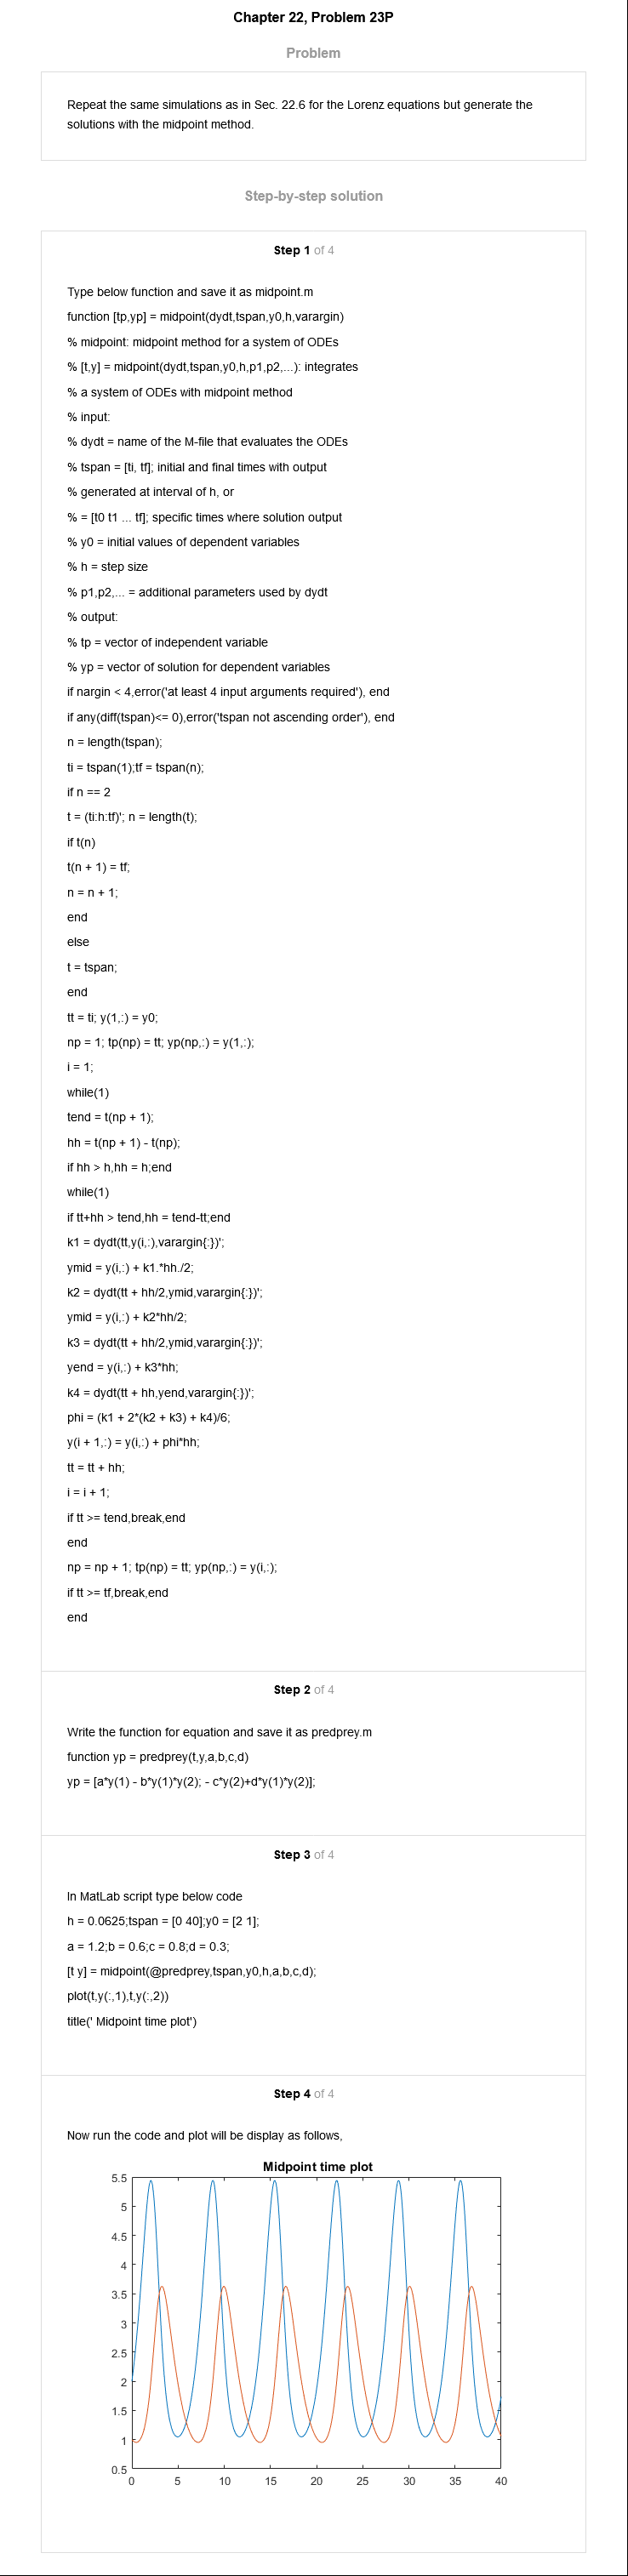 Chapter 22, Problem 23P
Problem
Repeat the same simulations as in Sec. 22.6 for the Lorenz equations but generate the
solutions with the midpoint method.
Step-by-step solution
Step 1 of 4
Type below function and save it as midpoint.m
function [tp,yp] = midpoint(dydt,tspan,y0,h,varargin)
% midpoint: midpoint method for a system of ODEs
% [t,y] = midpoint(dydt,tspan,y0,h,p1,p2,...): integrates
% a system of ODEs with midpoint method
% input:
% dydt = name of the M-file that evaluates the ODEs
% tspan = [ti, tf]; initial and final times with output
% generated at interval of h, or
% = [t0 t1 ... tf]; specific times where solution output
% y0 = initial values of dependent variables
% h = step size
% p1,p2,... = additional parameters used by dydt
% output:
% tp = vector of independent variable
% yp = vector of solution for dependent variables
if nargin < 4,error('at least 4 input arguments required'), end
if any(diff(tspan)<= 0),error('tspan not ascending order'), end
n = length(tspan);
ti = tspan(1);tf = tspan(n);
if n == 2
t = (ti:h:tf)'; n = length(t);
if t(n)
t(n + 1) = tf;
n = n + 1;
end
else
t = tspan;
end
tt = ti; y(1,:) = y0;
np = 1; tp(np) = tt; yp(np,:) = y(1,:);
i = 1;
while(1)
tend = t(np + 1);
hh = t(np + 1) - t(np);
if hh > h,hh = h;end
while(1)
if tt+hh > tend,hh = tend-tt;end
k1 = dydt(tt,y(i,:),varargin{:})';
ymid = y(i,:) + k1.*hh./2;
k2 = dydt(tt + hh/2,ymid,varargin{:})';
ymid = y(i,:) + k2*hh/2;
k3 = dydt(tt + hh/2,ymid,varargin{:})';
yend = y(i,:) + k3*hh;
k4 = dydt(tt + hh,yend,varargin{:})';
phi = (k1 + 2*(k2 + k3) + k4)/6;
y(i + 1,:) = y(i,:) + phi*hh;
tt = tt + hh;
i = i + 1;
if tt >= tend,break,end
end
np = np + 1; tp(np) = tt; yp(np,:) = y(i,:);
if tt >= tf,break,end
end
Step 2 of 4
Write the function for equation and save it as predprey.m
function yp = predprey(t,y,a,b,c,d)
yp = [a*y(1) - b*y(1)*y(2); - c*y(2)+d*y(1)*y(2)];
Step 3 of 4
In MatLab script type below code
h = 0.0625;tspan = [0 40];y0 = [2 1];
a = 1.2;b = 0.6;c = 0.8;d = 0.3;
[t y] = midpoint(@predprey,tspan,y0,h,a,b,c,d);
plot(t,y(:,1),t,y(:,2))
title(' Midpoint time plot')
Step 4 of 4
Now run the code and plot will be display as follows,
Midpoint time plot
5.5
5
4.5
4
3.5
3
2.5
2
1.5
1
0.5
0 5 10 15 20 25 30 35 40